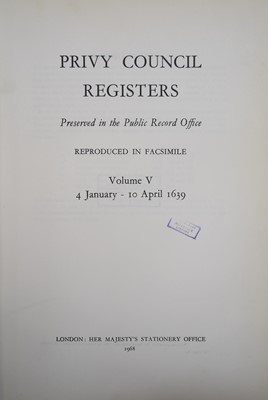 PRIVY COUNCIL
REGISTERS
Preserved in the Public Record Office
REPRODUCED IN FACSIMILE
Volume V
4 January - 10 April 1639
LONDON: HER MAJESTY'S STATIONERY OFFICE
1968